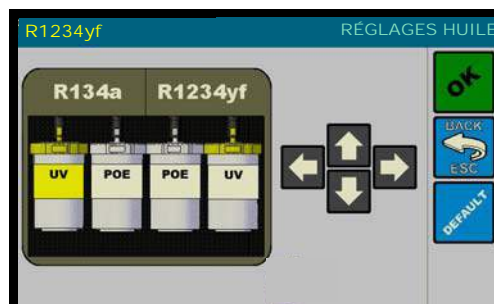 R1234yf RÉGLAGES HUILE
R134a R1234yf
UV POE POE UV
OK
BACK
ESC
DEFAULT